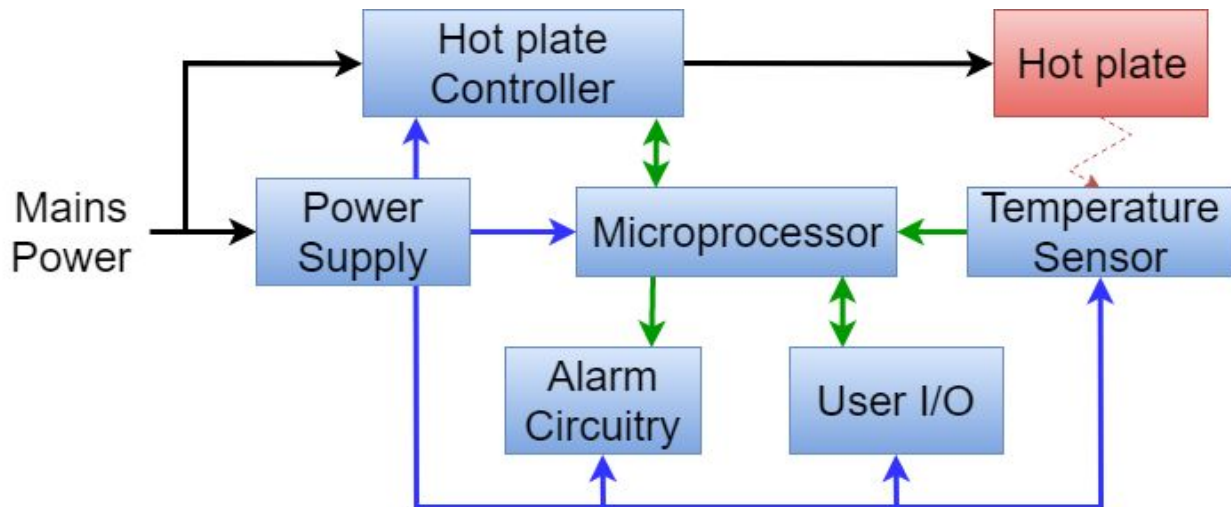 Hot plate
Controller
Hot plate
Mains
Power
Power
Supply
Microprocessor
Temperature
Sensor
Alarm
Circuitry
User I/O